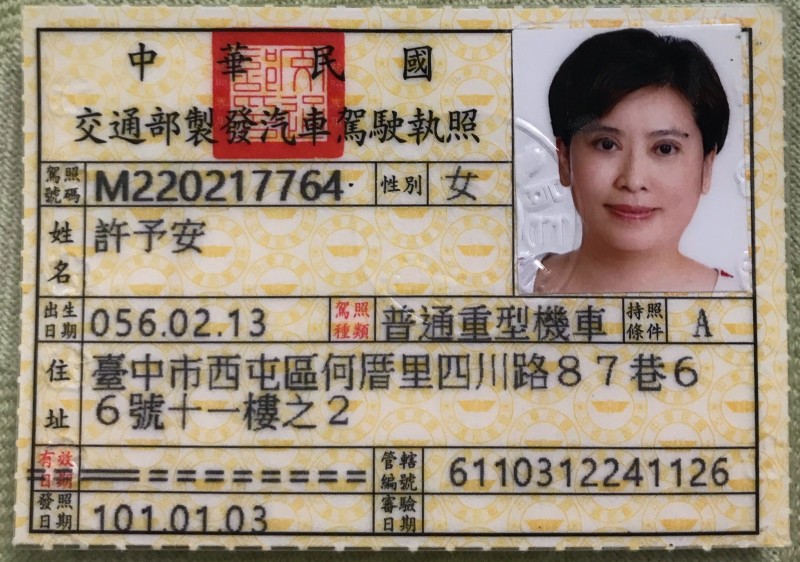 中華民國
交通部製發汽車駕駛執照
駕照號碼 M220217764 性別 女
姓名 許予安
出生日期 056.02.13 駕照種類 普通重型機車 持照條件 A
住址 臺中市西屯區何厝里四川路87巷6
6號十一樓之2
有效日期 ================ 管轄編號 6110312241126
發照日期 101.01.03 審驗日期